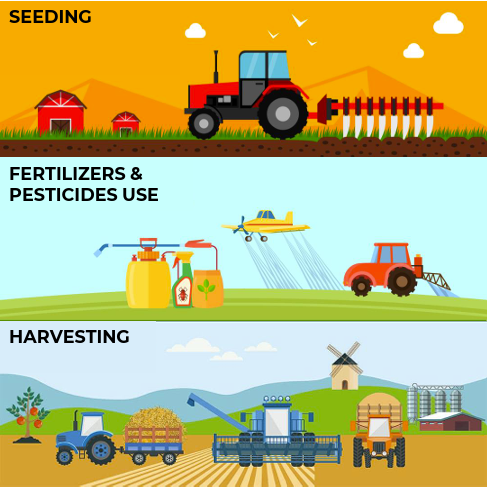 SEEDING
FERTILIZERS &
PESTICIDES USE
HARVESTING